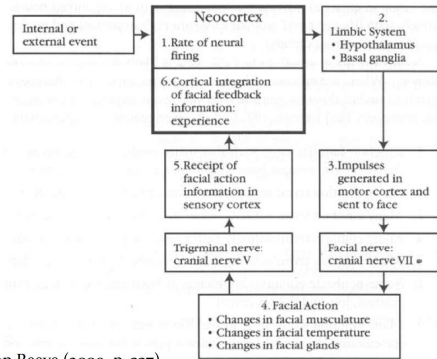 Internal or
external event
Neocortex
1.Rate of neural
firing
6.Cortical integration
of facial feedback
information:
experience
2.
Limbic System
• Hypothalamus
• Basal ganglia
5.Receipt of
facial action
information in
sensory cortex
3.Impulses
generated in
motor cortex and
sent to face
Trigrminal nerve:
cranial nerve V
Facial nerve:
cranial nerve VII
4. Facial Action
• Changes in facial musculature
• Changes in facial temperature
• Changes in facial glands